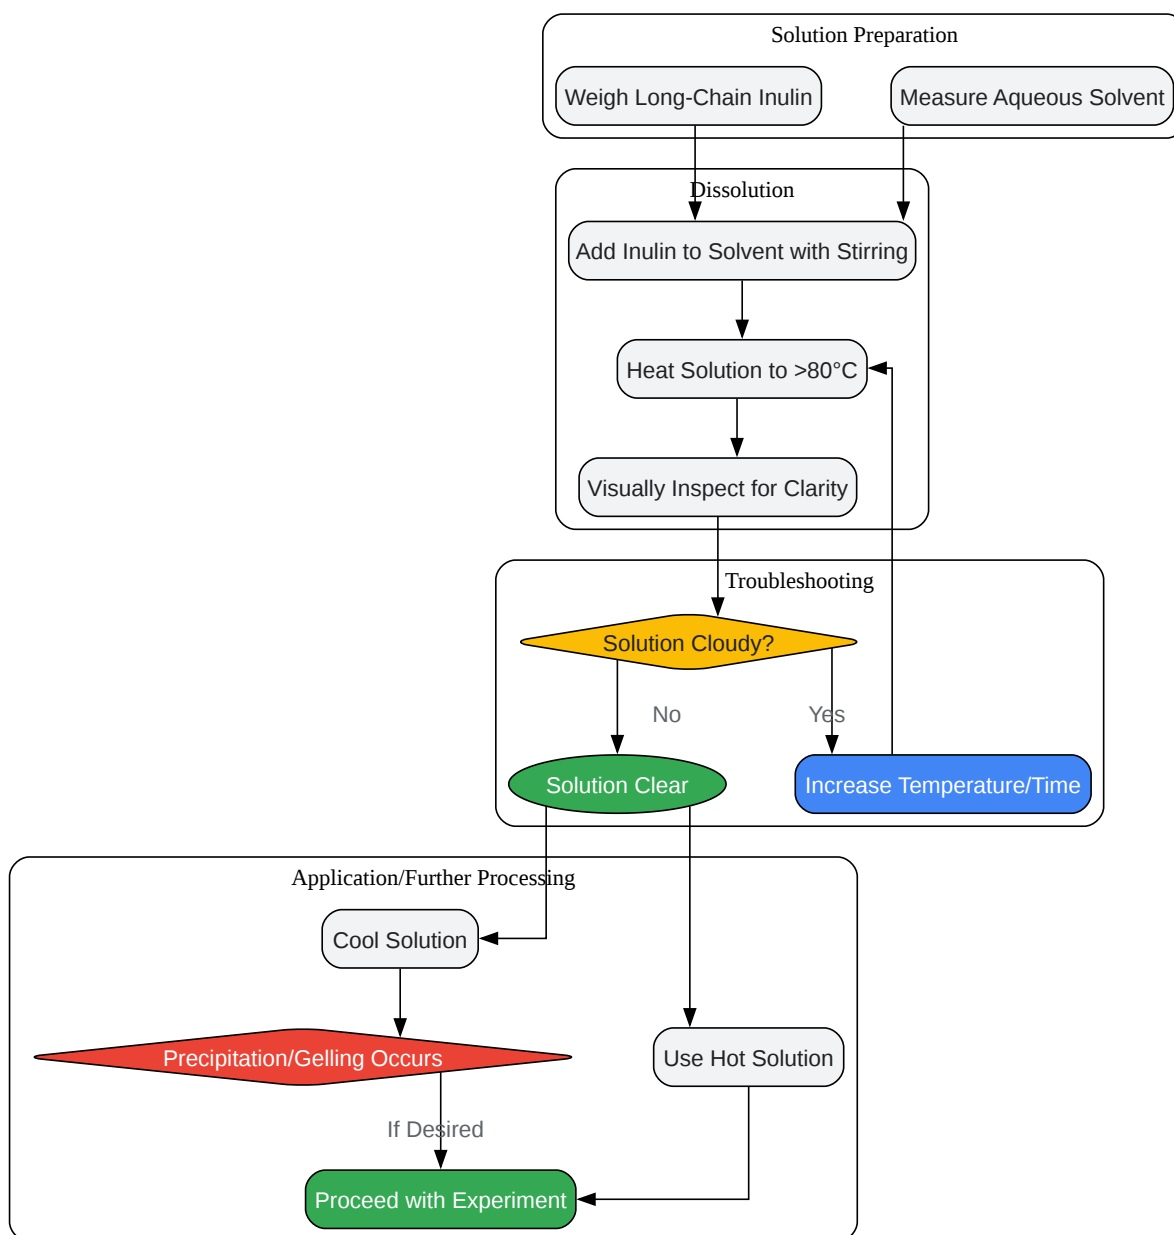 Solution Preparation
Weigh Long-Chain Inulin
Measure Aqueous Solvent
Dissolution
Add Inulin to Solvent with Stirring
Heat Solution to >80°C
Visually Inspect for Clarity
Troubleshooting
Solution Cloudy?
No
Yes
Solution Clear
Increase Temperature/Time
Application/Further Processing
Cool Solution
Precipitation/Gelling Occurs
Use Hot Solution
If Desired
Proceed with Experiment